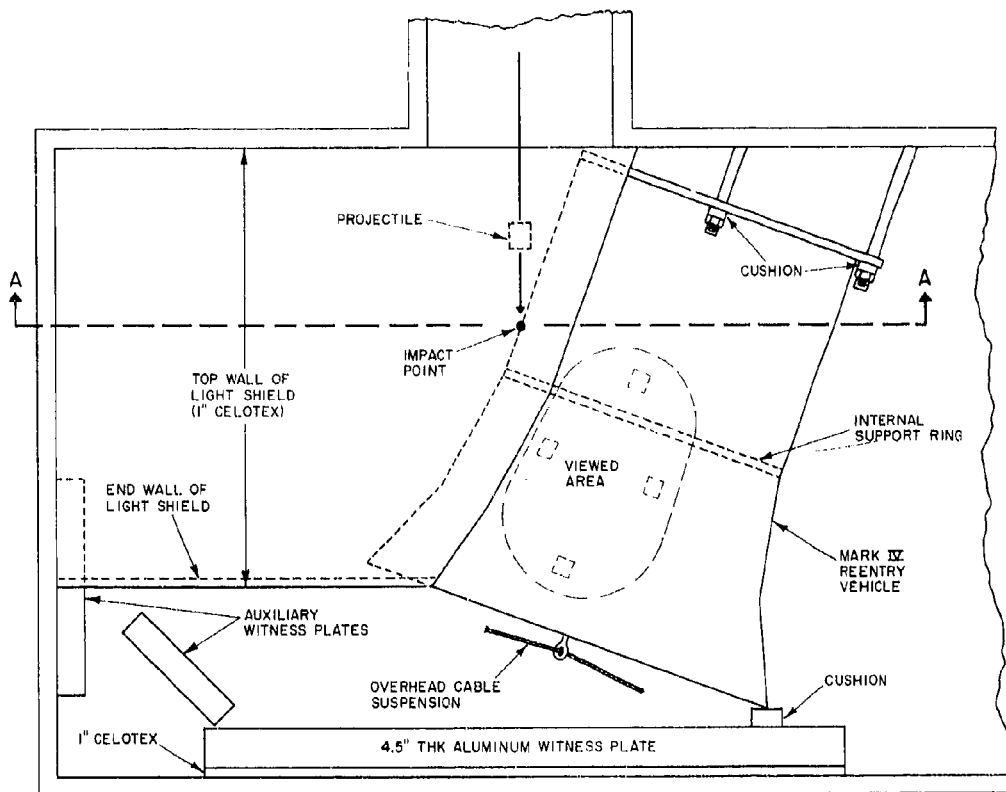 PROJECTILE
CUSHION
A
A
IMPACT
POINT
TOP WALL OF
LIGHT SHIELD
(1" CELOTEX)
INTERNAL
SUPPORT RING
VIEWED
AREA
END WALL OF
LIGHT SHIELD
MARK IV
REENTRY
VEHICLE
AUXILIARY
WITNESS PLATES
OVERHEAD CABLE
SUSPENSION
CUSHION
1" CELOTEX
4.5" THK ALUMINUM WITNESS PLATE